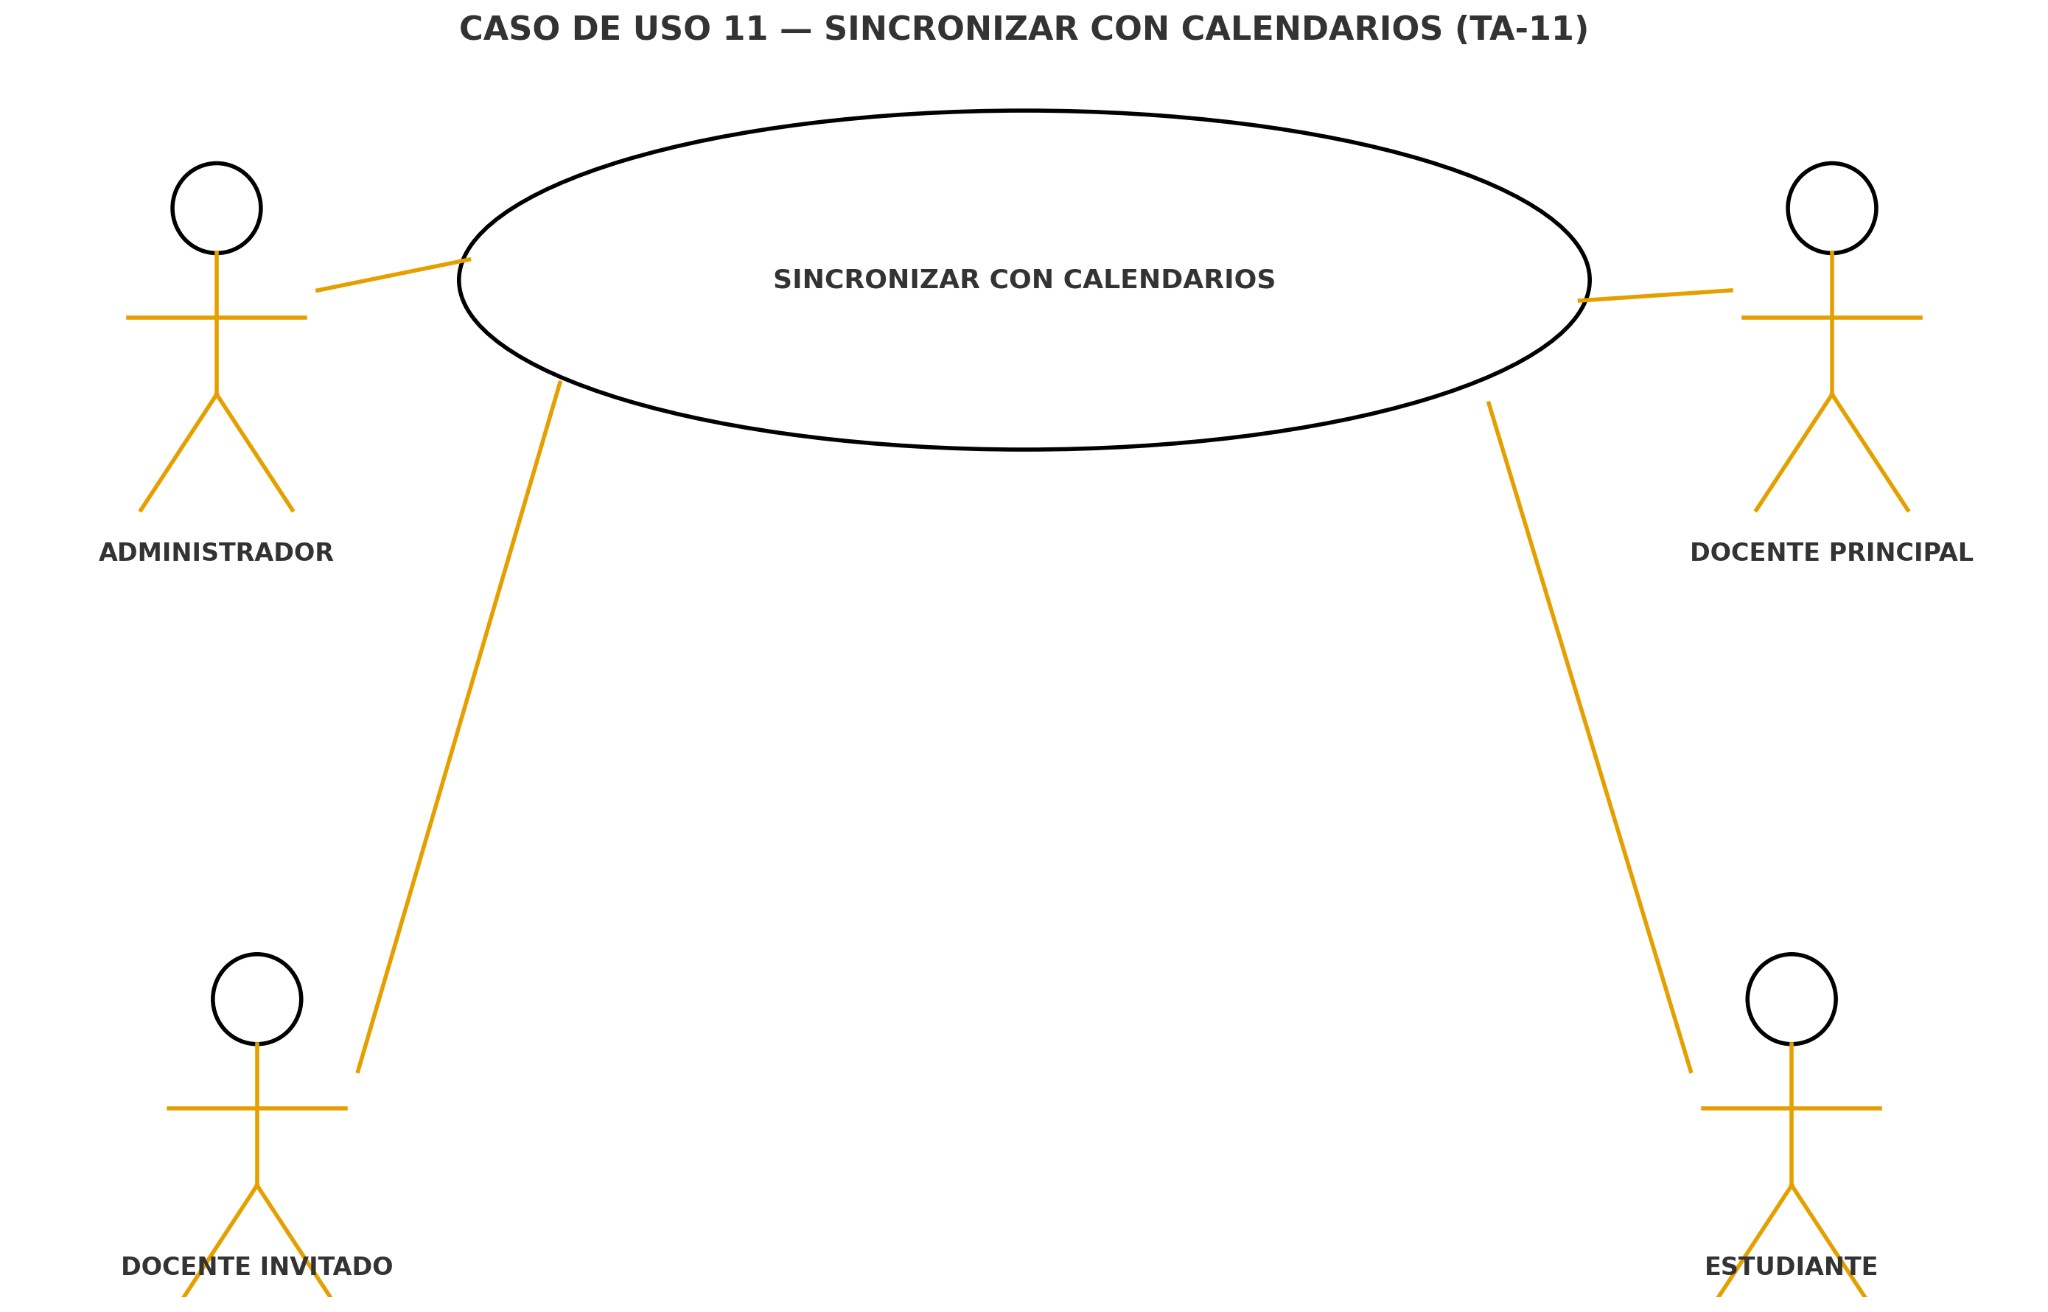 CASO DE USO 11 — SINCRONIZAR CON CALENDARIOS (TA-11)
SINCRONIZAR CON CALENDARIOS
ADMINISTRADOR
DOCENTE PRINCIPAL
DOCENTE INVITADO
ESTUDIANTE